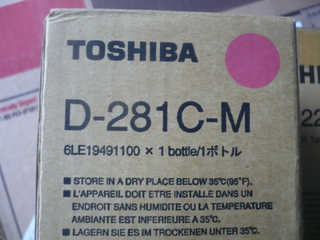 TOSHIBA
D-281C-M
6LE19491100 × 1 bottle/1ボトル
■ STORE IN A DRY PLACE BELOW 35°C(95°F).
■ L'APPAREIL DOIT ETRE INSTALLE DANS UN
ENDROIT SANS HUMIDITE OU LA TEMPERATURE
AMBIANTE EST INFERIEURE A 35°C.
■ LAGERN SIE ES IM TROCKENEN UNTER 35°C.